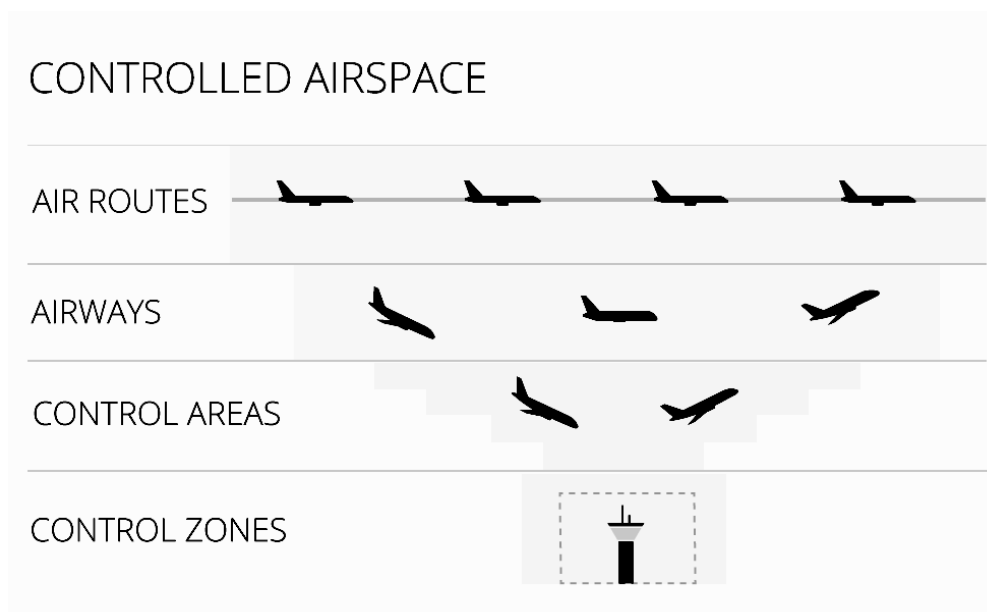 CONTROLLED AIRSPACE
AIR ROUTES
AIRWAYS
CONTROL AREAS
CONTROL ZONES